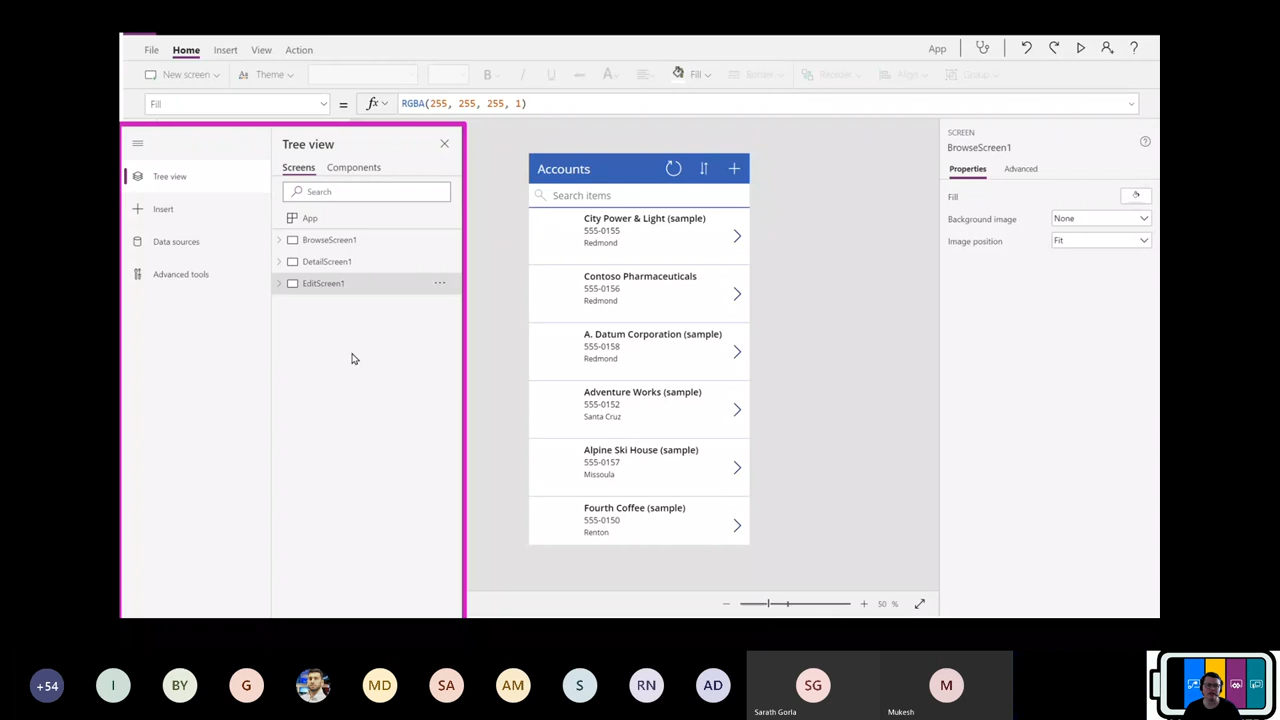 File Home Insert View Action App
New screen Theme B I U A Fill Border Reorder Align Group
Fill = fx RGBA(255, 255, 255, 1)
Tree view
Screens Components
Search
App
BrowseScreen1
DetailScreen1
EditScreen1
Tree view
Insert
Data sources
Advanced tools
Accounts
Search items
City Power & Light (sample)
555-0155
Redmond
Contoso Pharmaceuticals
555-0156
Redmond
A. Datum Corporation (sample)
555-0158
Redmond
Adventure Works (sample)
555-0152
Santa Cruz
Alpine Ski House (sample)
555-0157
Missoula
Fourth Coffee (sample)
555-0150
Renton
50 %
SCREEN
BrowseScreen1
Properties Advanced
Fill
Background image None
Image position Fit
+54 I BY G MD SA AM S RN AD SG M
Sarath Gorla Mukesh